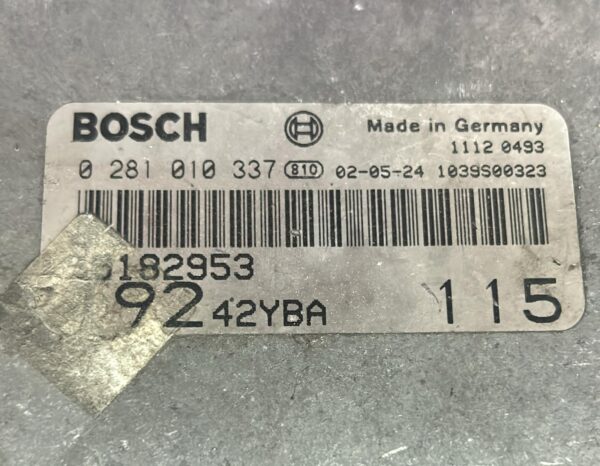 BOSCH Made in Germany
1112 0493
0 281 010 337 810 02-05-24 1039S00323
182953
92 42YBA 115